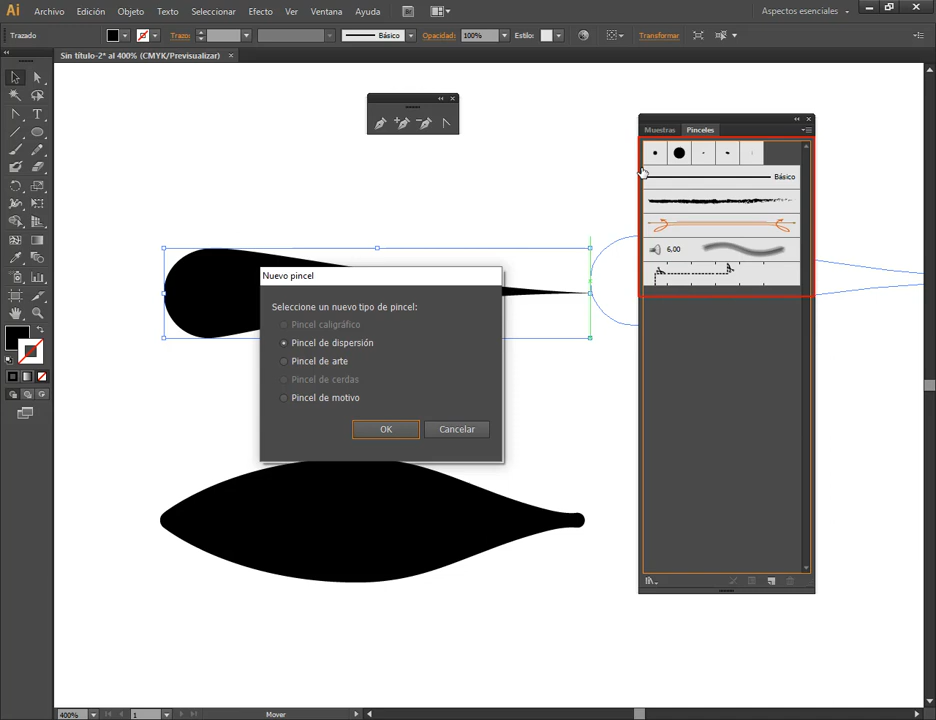 Ai Archivo Edición Objeto Texto Seleccionar Efecto Ver Ventana Ayuda Br Aspectos esenciales
Trazado Trazo: Básico Opacidad: 100% Estilo: Transformar
Sin título-2* al 400% (CMYK/Previsualizar)
Muestras Pinceles
Básico
6,00
Nuevo pincel
Seleccione un nuevo tipo de pincel:
Pincel caligráfico
Pincel de dispersión
Pincel de arte
Pincel de cerdas
Pincel de motivo
OK Cancelar
400% 1 Mover